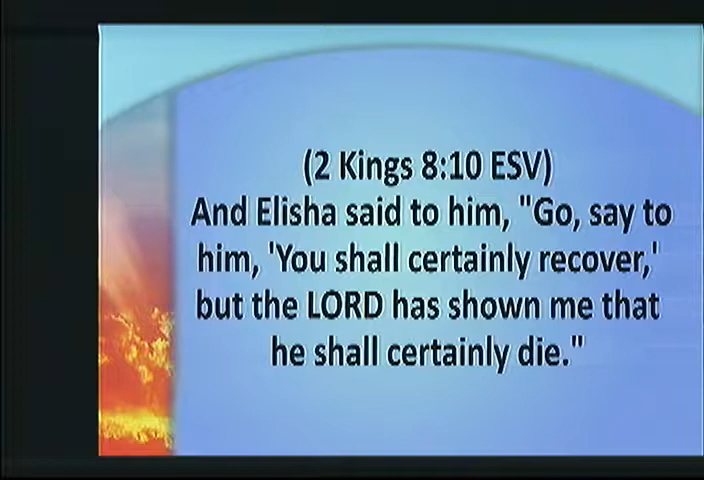 (2 Kings 8:10 ESV)
And Elisha said to him, "Go, say to
him, 'You shall certainly recover,'
but the LORD has shown me that
he shall certainly die."